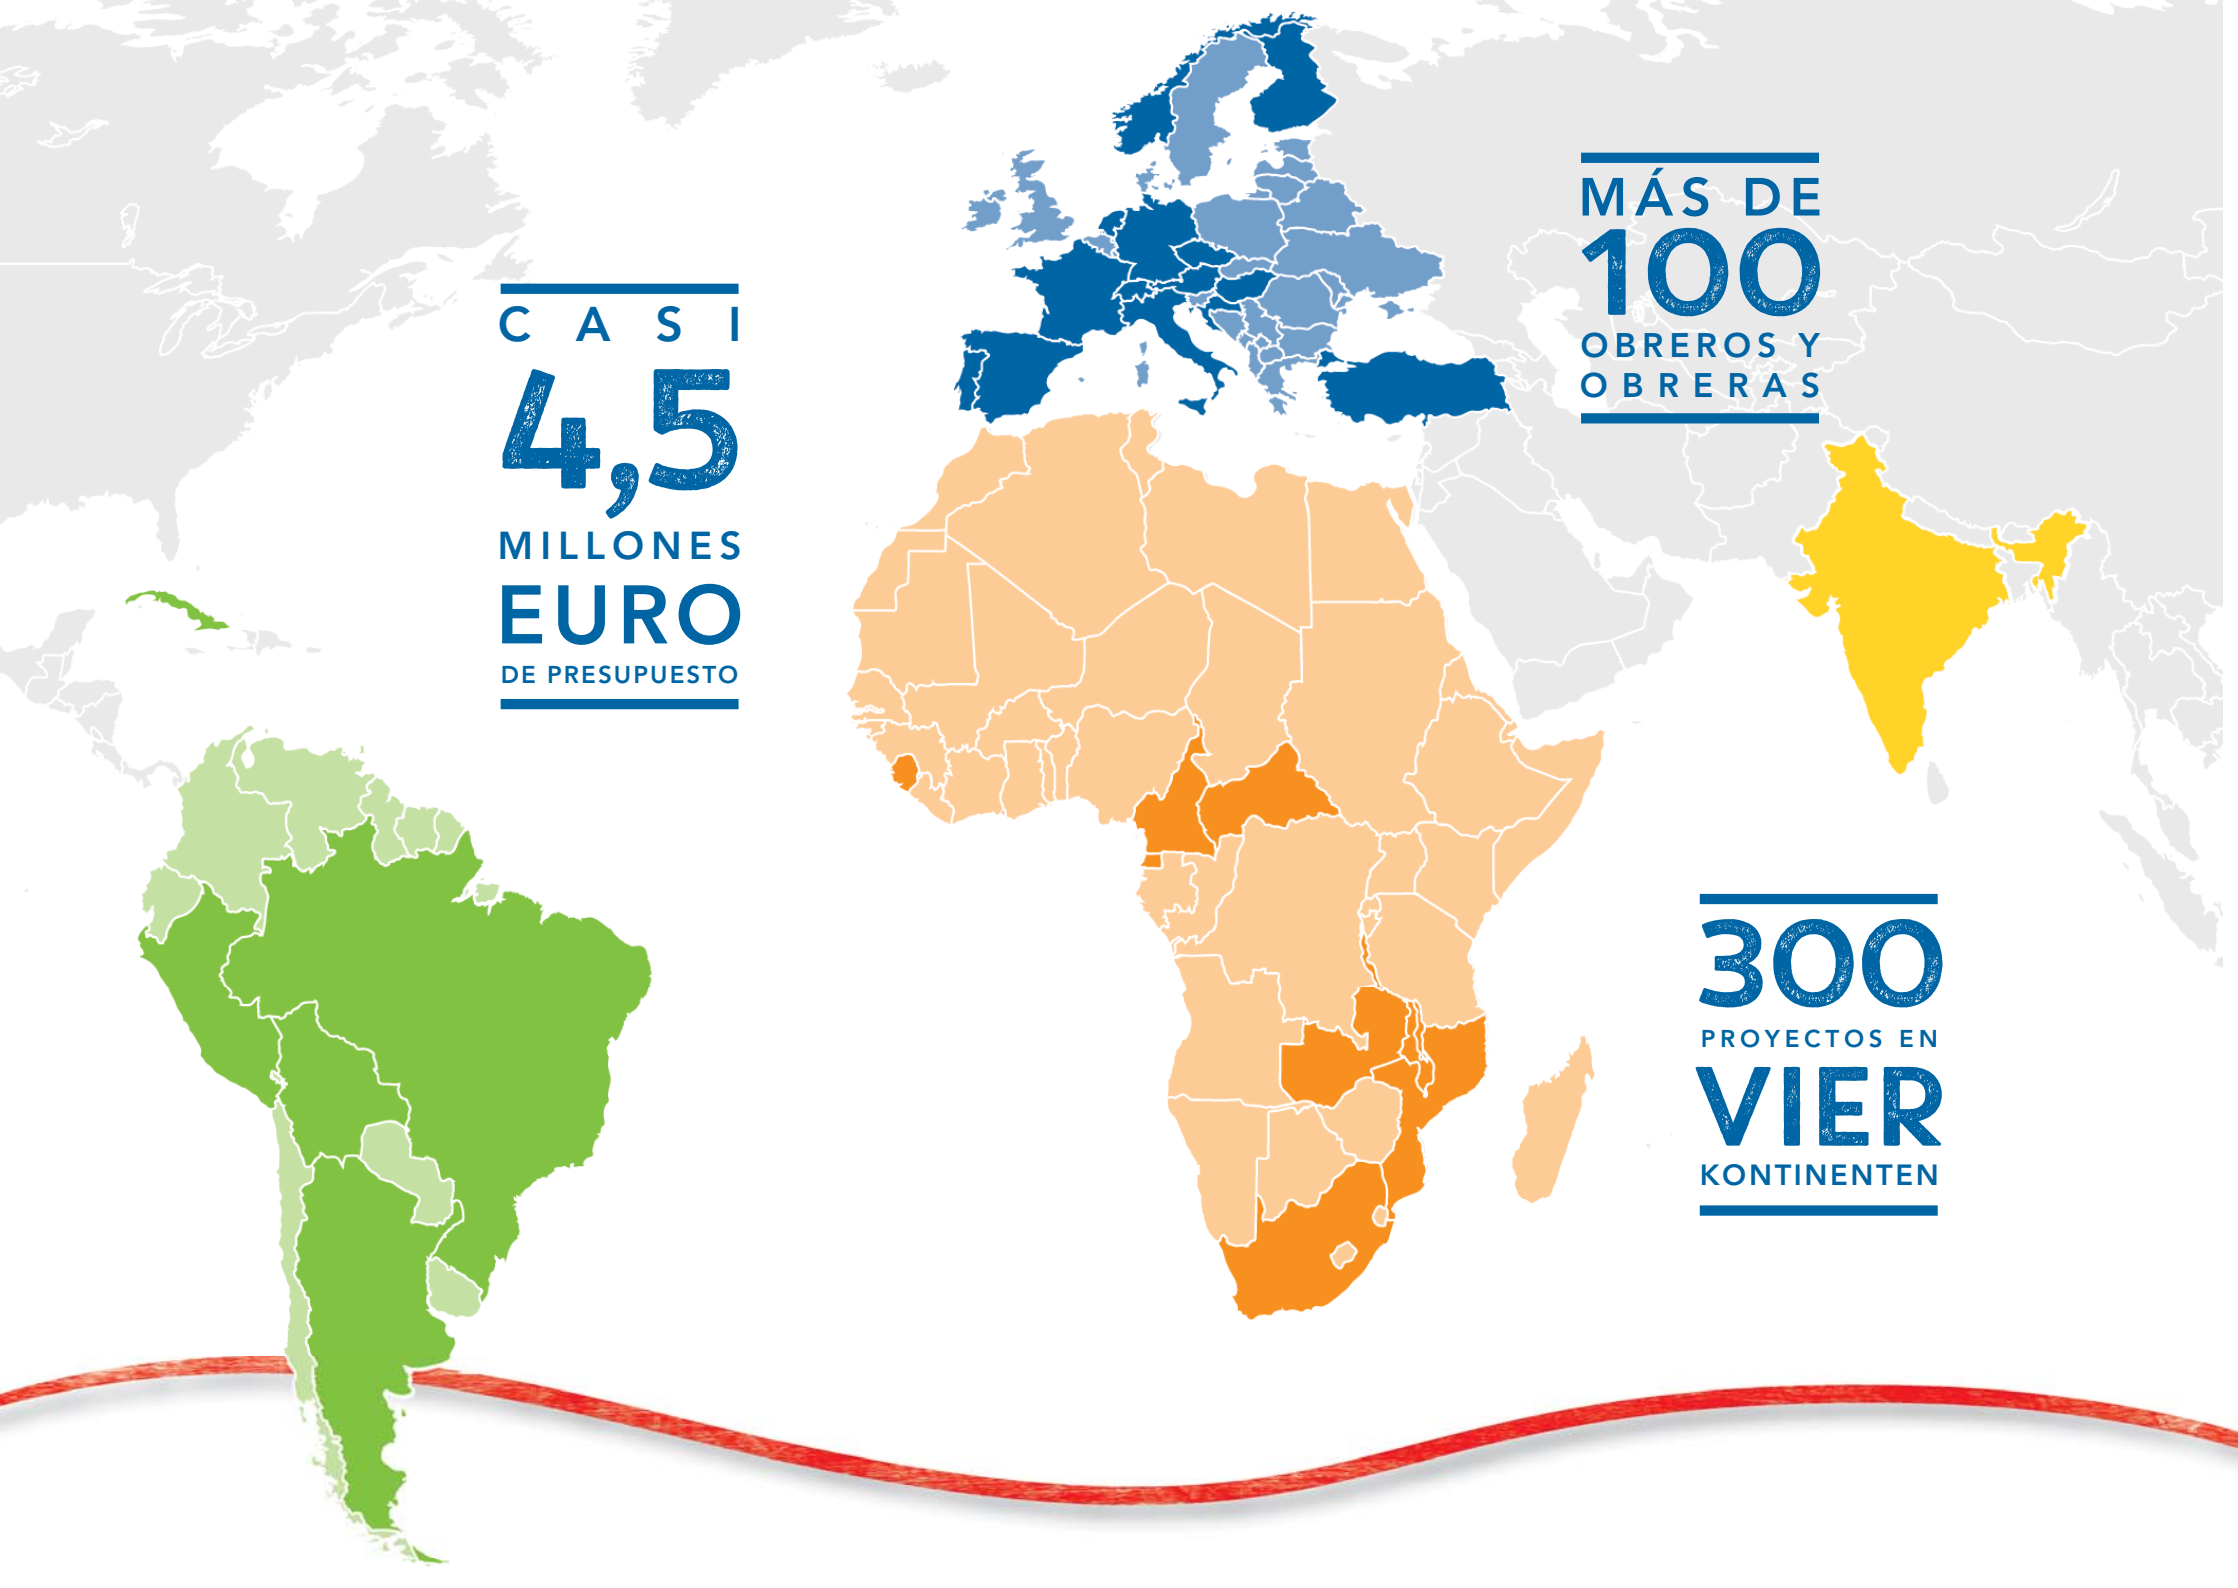 CASI
4,5
MILLONES
EURO
DE PRESUPUESTO
MÁS DE
100
OBREROS Y
OBRERAS
300
PROYECTOS EN
VIER
KONTINENTEN